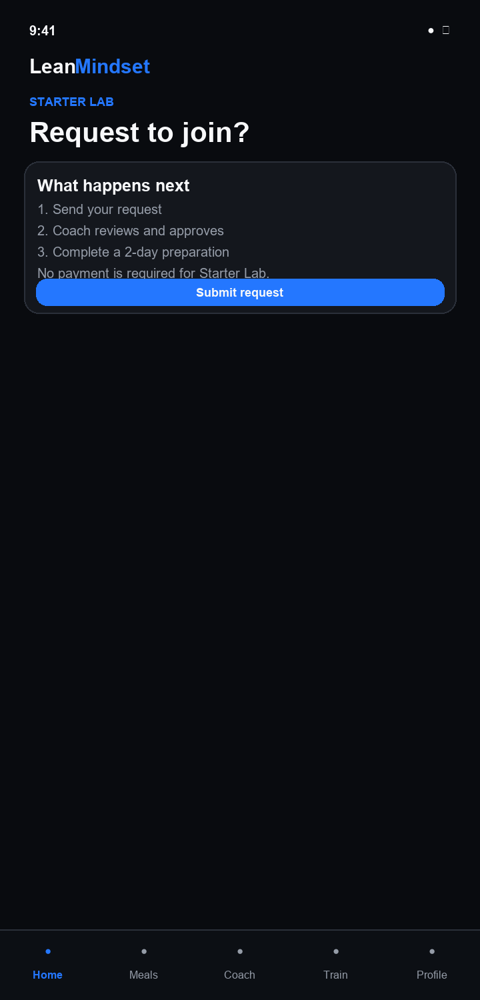 9:41
LeanMindset
STARTER LAB
Request to join?
What happens next
1. Send your request
2. Coach reviews and approves
3. Complete a 2-day preparation
No payment is required for Starter Lab.
Submit request
Home
Meals
Coach
Train
Profile